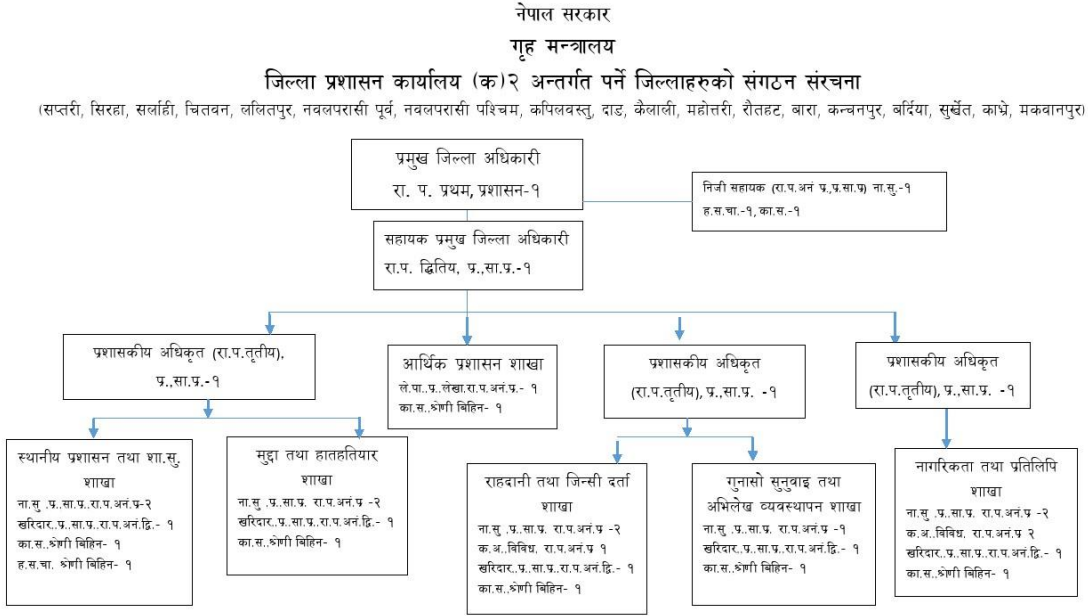 नेपाल सरकार
गृह मन्त्रालय
जिल्ला प्रशासन कार्यालय (क)२ अन्तर्गत पर्ने जिल्लाहरुको संगठन संरचना
(सप्तरी, सिरहा, सर्लाही, चितवन, ललितपुर, नवलपरासी पूर्व, नवलपरासी पश्चिम, कपिलवस्तु, दाङ, कैलाली, महोत्तरी, रौतहट, बारा, कन्चनपुर, बर्दिया, सुर्खेत, काभ्रे, मकवानपुर)
प्रमुख जिल्ला अधिकारी
रा. प. प्रथम, प्रशासन-१
निजी सहायक (रा.प.अनं प्र.,प्र.सा.प्र) ना.सु.-१
ह.स.चा.-१, का.स.-१
सहायक प्रमुख जिल्ला अधिकारी
रा.प. द्धितिय, प्र.,सा.प्र.-१
प्रशासकीय अधिकृत (रा.प.तृतीय),
प्र.,सा.प्र.-१
आर्थिक प्रशासन शाखा
ले.पा..प्र..लेखा.रा.प.अनं.प्र.- १
का.स..श्रेणी बिहिन- १
प्रशासकीय अधिकृत
(रा.प.तृतीय), प्र.,सा.प्र. -१
प्रशासकीय अधिकृत
(रा.प.तृतीय), प्र.,सा.प्र. -१
स्थानीय प्रशासन तथा शा.सु.
शाखा
ना.सु .प्र..सा.प्र.रा.प.अनं.प्र-२
खरिदार..प्र..सा.प्र..रा.प.अनं.द्वि.- १
का.स..श्रेणी बिहिन- १
ह.स.चा. श्रेणी बिहिन- १
मुद्दा तथा हातहतियार
शाखा
ना.सु .प्र..सा.प्र. रा.प.अनं.प्र -२
खरिदार..प्र..सा.प्र..रा.प.अनं.द्वि.- १
का.स..श्रेणी बिहिन- १
राहदानी तथा जिन्सी दर्ता
शाखा
ना.सु .प्र..सा.प्र. रा.प.अनं.प्र -२
क.अ..विविध, रा.प.अनं.प्र १
खरिदार..प्र..सा.प्र..रा.प.अनं.द्वि.- १
का.स..श्रेणी बिहिन- १
गुनासो सुनुवाइ तथा
अभिलेख व्यवस्थापन शाखा
ना.सु .प्र..सा.प्र. रा.प.अनं.प्र -१
खरिदार..प्र..सा.प्र..रा.प.अनं.द्वि.- १
का.स..श्रेणी बिहिन- १
नागरिकता तथा प्रतिलिपि
शाखा
ना.सु .प्र..सा.प्र. रा.प.अनं.प्र -२
क.अ..विविध, रा.प.अनं.प्र २
खरिदार..प्र..सा.प्र..रा.प.अनं.द्वि.- १
का.स..श्रेणी बिहिन- १